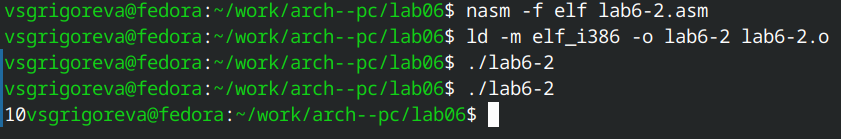 vsgrigoreva@fedora:~/work/arch--pc/lab06$ nasm -f elf lab6-2.asm
vsgrigoreva@fedora:~/work/arch--pc/lab06$ ld -m elf_i386 -o lab6-2 lab6-2.o
vsgrigoreva@fedora:~/work/arch--pc/lab06$ ./lab6-2
vsgrigoreva@fedora:~/work/arch--pc/lab06$ ./lab6-2
10vsgrigoreva@fedora:~/work/arch--pc/lab06$